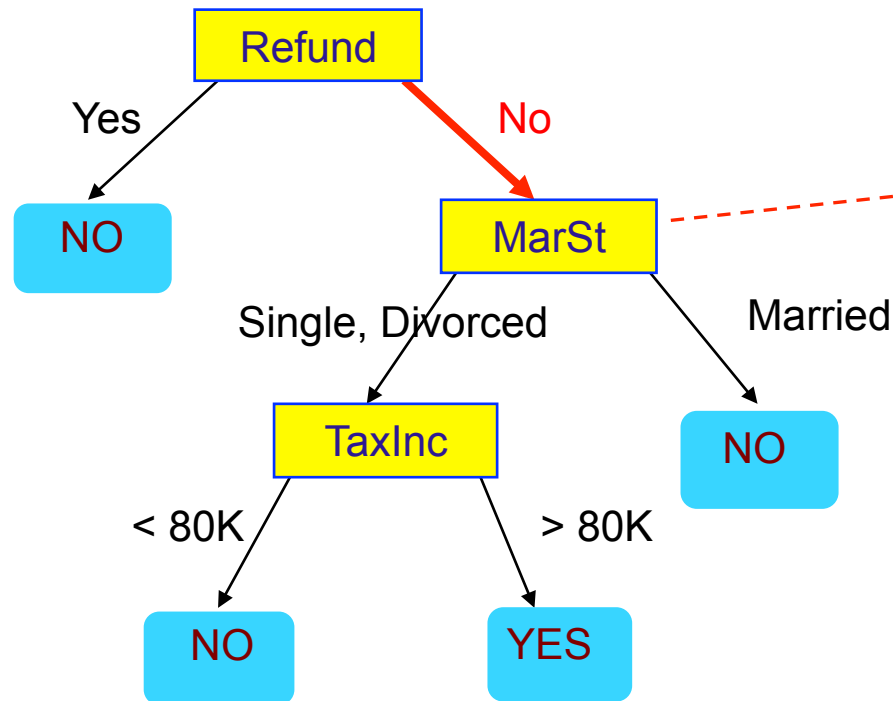 Refund
Yes
No
NO
MarSt
Single, Divorced
Married
TaxInc
NO
< 80K
> 80K
NO
YES